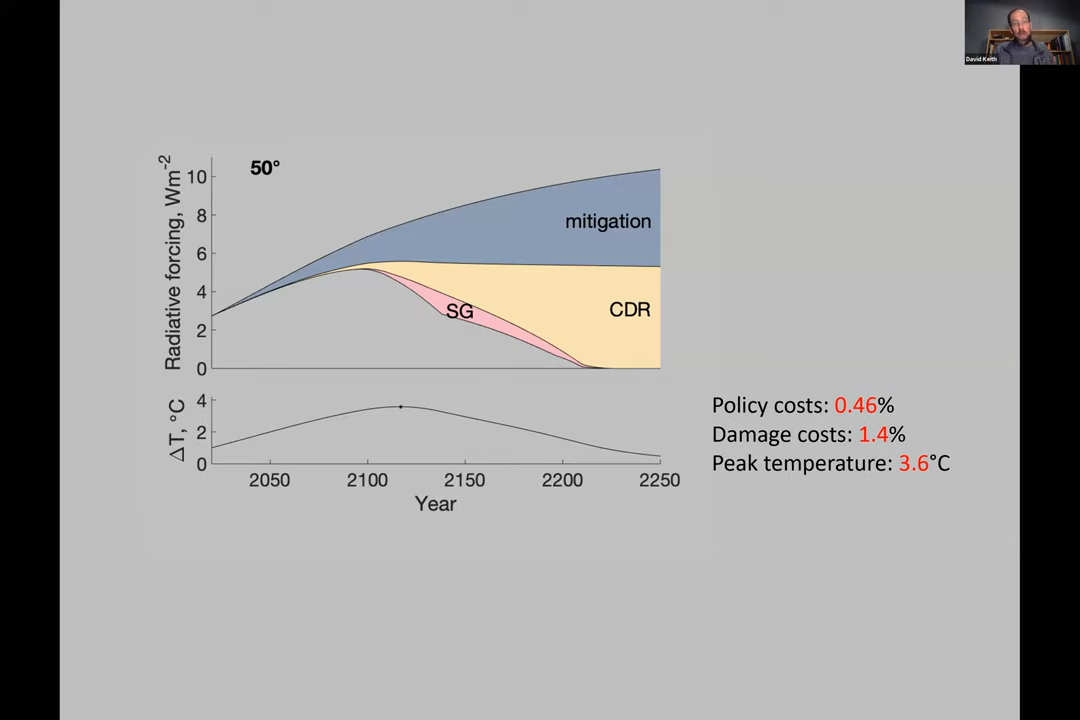 David Keith
50°
Radiative forcing, Wm-2
10
8
6
4
2
0
mitigation
SG
CDR
ΔT, °C
4
2
0
2050 2100 2150 2200 2250
Year
Policy costs: 0.46%
Damage costs: 1.4%
Peak temperature: 3.6°C